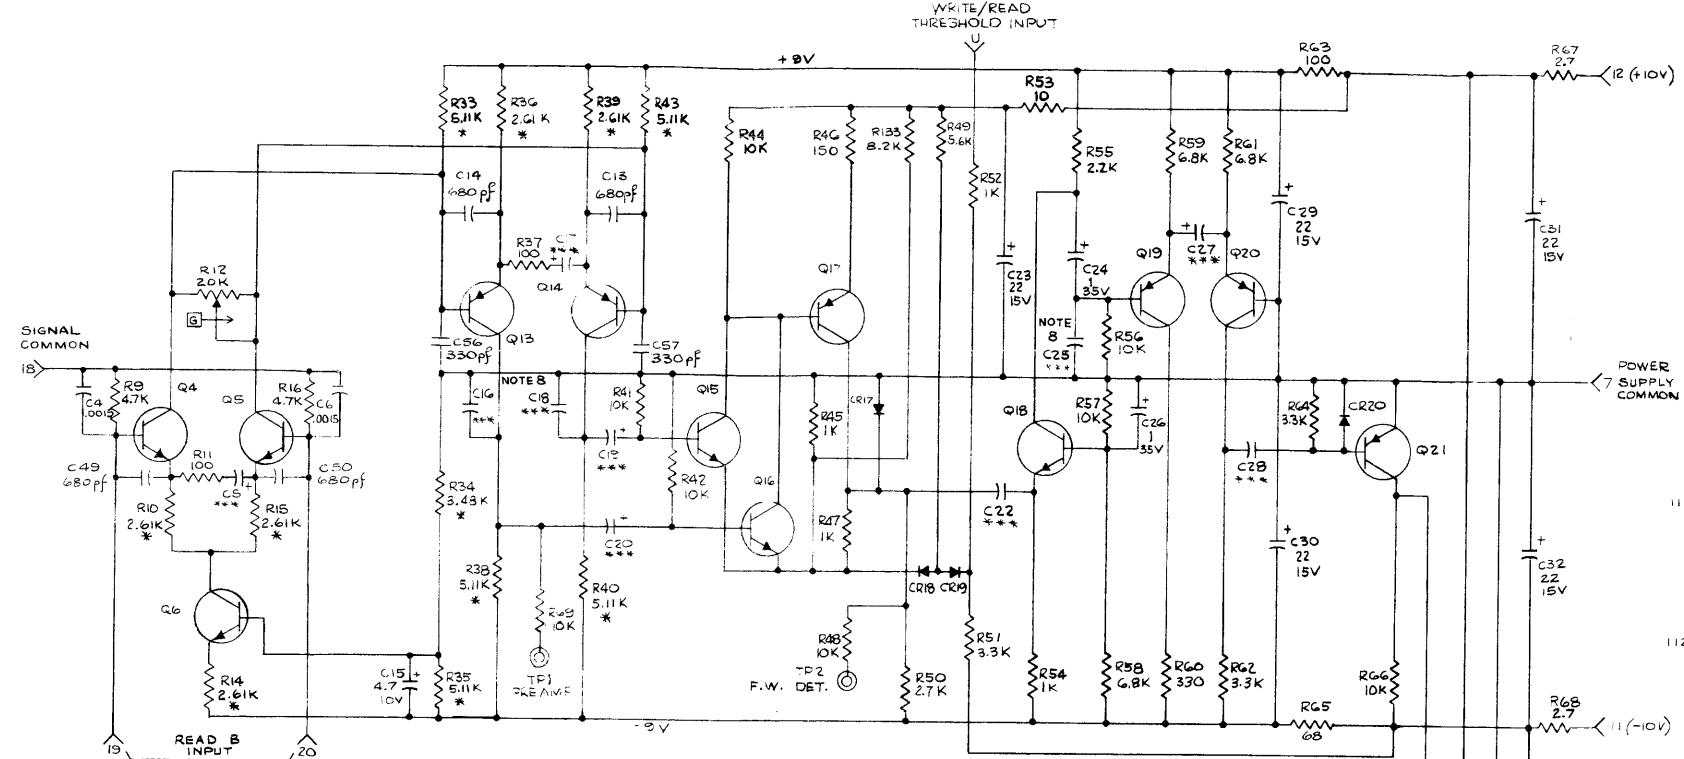 WRITE/READ
THRESHOLD INPUT
U
+9V
R63
100
R67
2.7
12 (+10V)
R33
5.11K
*
R36
2.61K
*
R39
2.61K
*
R43
5.11K
*
R53
10
R44
10K
R46
150
R133
8.2K
R49
5.6K
R52
1K
R55
2.2K
R59
6.8K
R61
6.8K
C14
680pf
C13
680pf
R37
100
C17
***
Q14
Q13
C29
22
15V
C31
22
15V
R12
20K
G
Q17
C23
22
15V
C24
1
35V
Q19
C27
***
Q20
SIGNAL
COMMON
18
C56
330pf
C57
330pf
NOTE
8
C25
***
R56
10K
7
POWER
SUPPLY
COMMON
C4
.0015
R9
4.7K
Q4
Q5
R16
4.7K
C6
.0015
C16
***
NOTE 8
C18
***
R41
10K
Q15
R45
1K
CR17
Q18
R57
10K
C26
1
35V
R64
3.3K
CR20
C49
680pf
R11
100
C5
***
C50
680pf
C19
***
R42
10K
Q16
C28
***
Q21
R10
2.61K
*
R15
2.61K
*
R34
3.48K
*
R47
1K
C22
***
11
C20
***
C30
22
15V
C32
22
15V
R38
5.11K
*
R40
5.11K
*
CR18 CR19
Q6
R69
10K
R48
10K
R51
3.3K
112
R14
2.61K
*
C15
4.7
10V
R35
5.11K
*
TP1
PREAMP
TP2
F.W. DET.
R50
2.7K
R54
1K
R58
6.8K
R60
330
R62
3.3K
R66
10K
-9V
R65
68
R68
2.7
11 (-10V)
19
READ B
INPUT
20